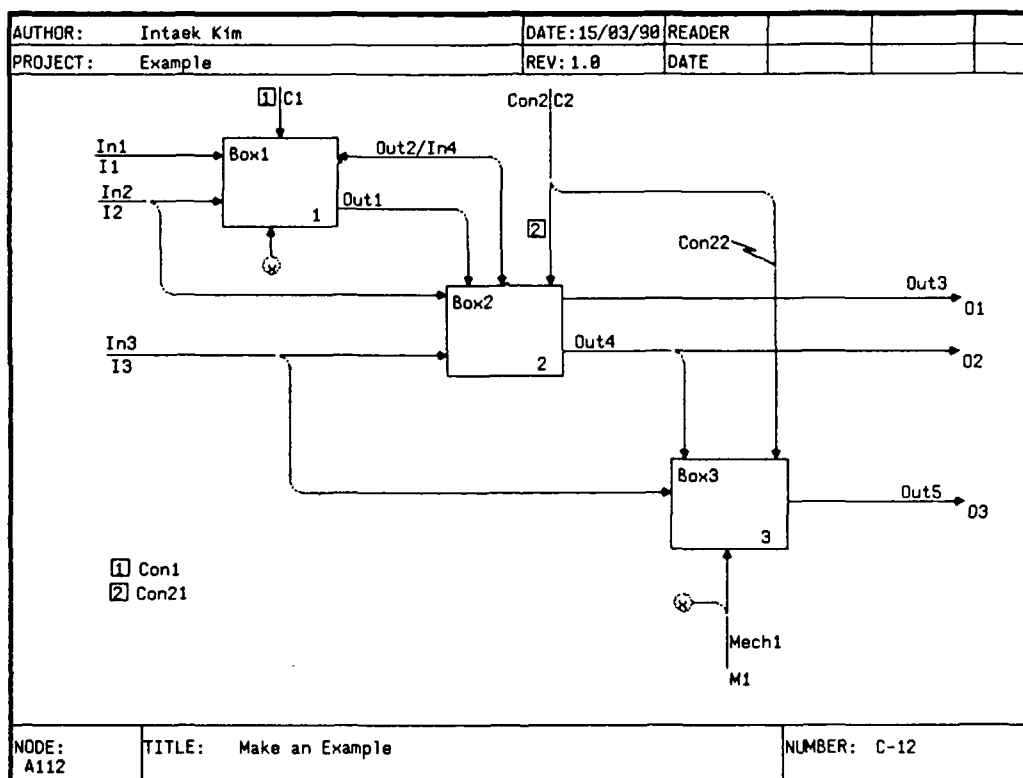 AUTHOR: Intaek Kim DATE:15/03/90 READER
PROJECT: Example REV: 1.0 DATE
1 C1 Con2 C2
In1 Box1 Out2/In4
I1
In2 Out1
I2 1
2
Con22
x
Box2 Out3
O1
In3 Out4
I3 2 O2
Box3
Out5
O3
3
1 Con1
2 Con21
x
Mech1
M1
NODE: TITLE: Make an Example NUMBER: C-12
A112